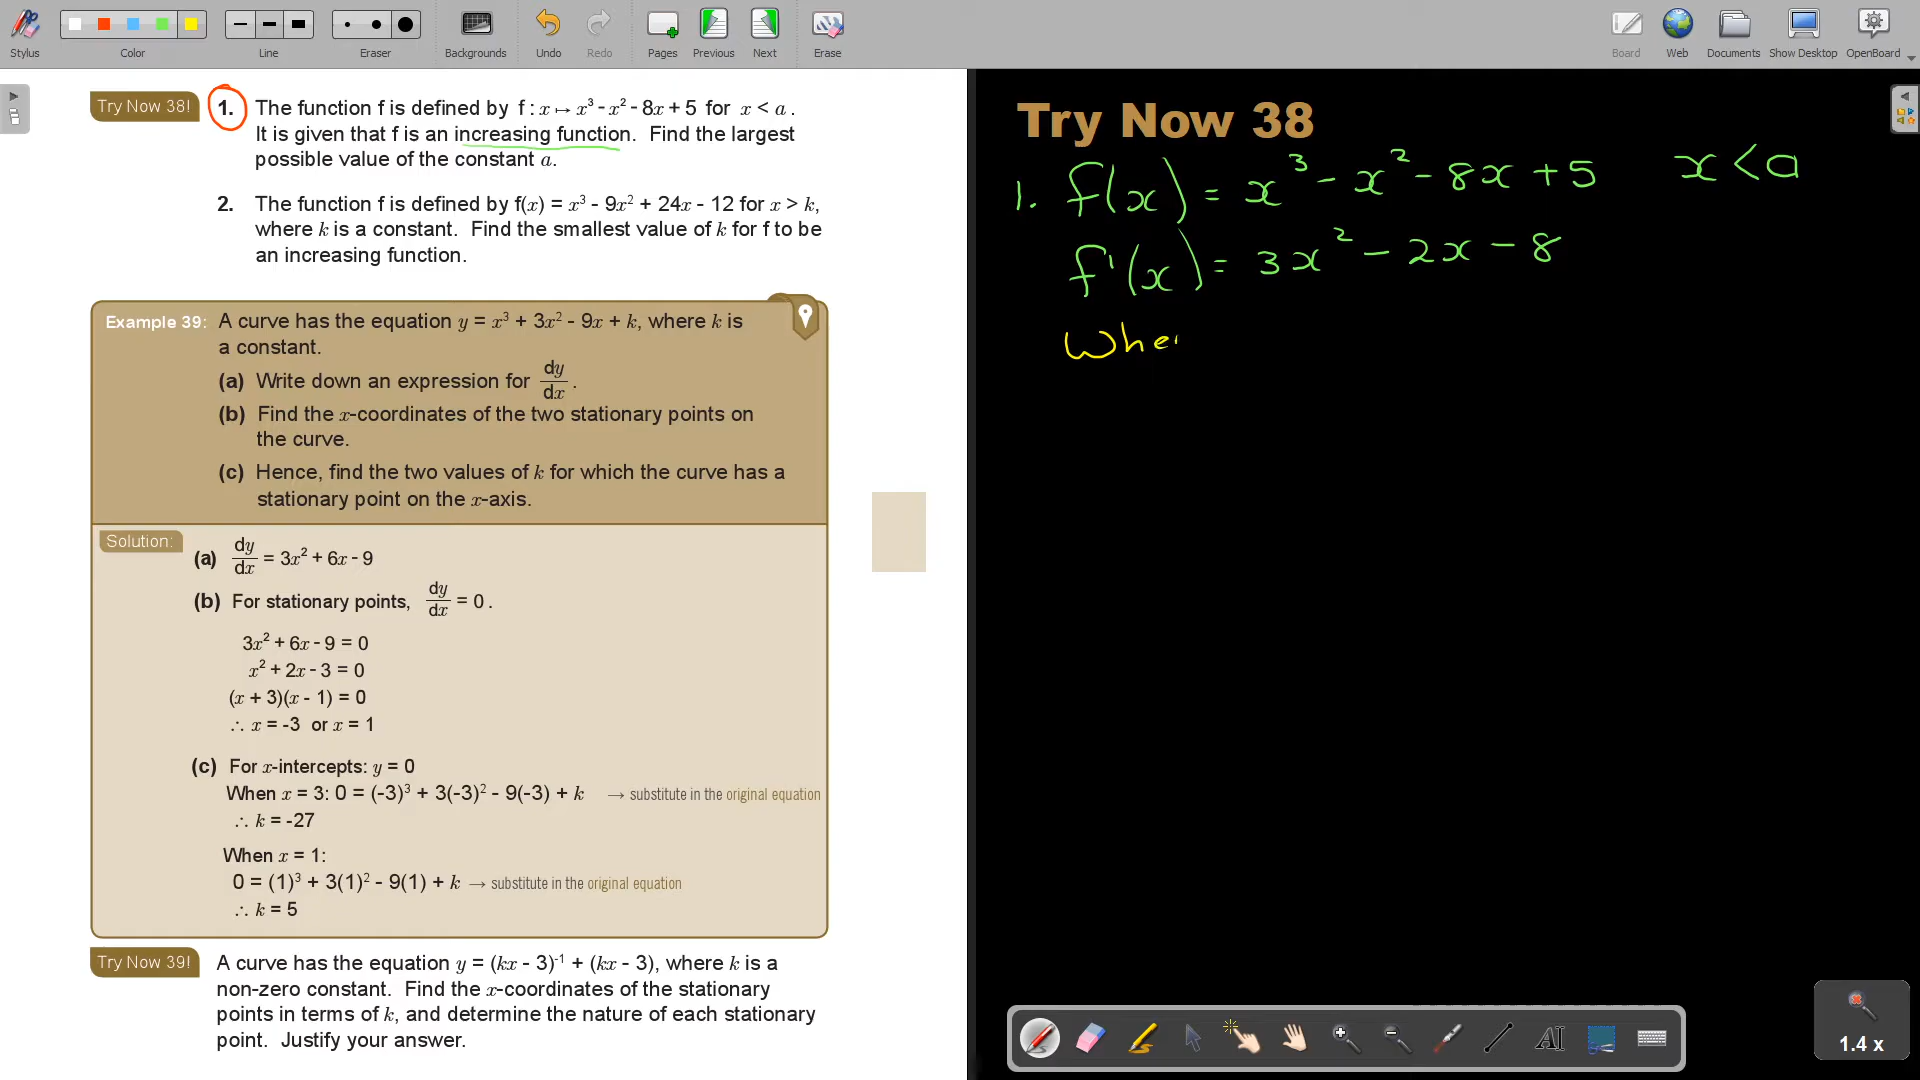 Stylus Color Line Eraser Backgrounds Undo Redo Pages Previous Next Erase Board Web Documents Show Desktop OpenBoard
Try Now 38!
1. The function f is defined by f : x ↦ x³ - x² - 8x + 5 for x < a .
It is given that f is an increasing function. Find the largest
possible value of the constant a.
2. The function f is defined by f(x) = x³ - 9x² + 24x - 12 for x > k,
where k is a constant. Find the smallest value of k for f to be
an increasing function.
Example 39: A curve has the equation y = x³ + 3x² - 9x + k, where k is
a constant.
(a) Write down an expression for dy/dx .
(b) Find the x-coordinates of the two stationary points on
the curve.
(c) Hence, find the two values of k for which the curve has a
stationary point on the x-axis.
Solution:
(a) dy/dx = 3x² + 6x - 9
(b) For stationary points, dy/dx = 0 .
3x² + 6x - 9 = 0
x² + 2x - 3 = 0
(x + 3)(x - 1) = 0
∴ x = -3 or x = 1
(c) For x-intercepts: y = 0
When x = 3: 0 = (-3)³ + 3(-3)² - 9(-3) + k → substitute in the original equation
∴ k = -27
When x = 1:
0 = (1)³ + 3(1)² - 9(1) + k → substitute in the original equation
∴ k = 5
Try Now 39!
A curve has the equation y = (kx - 3)⁻¹ + (kx - 3), where k is a
non-zero constant. Find the x-coordinates of the stationary
points in terms of k, and determine the nature of each stationary
point. Justify your answer.
Try Now 38
1. f(x) = x³ - x² - 8x + 5 x < a
f'(x) = 3x² - 2x - 8
Whe
1.4 x